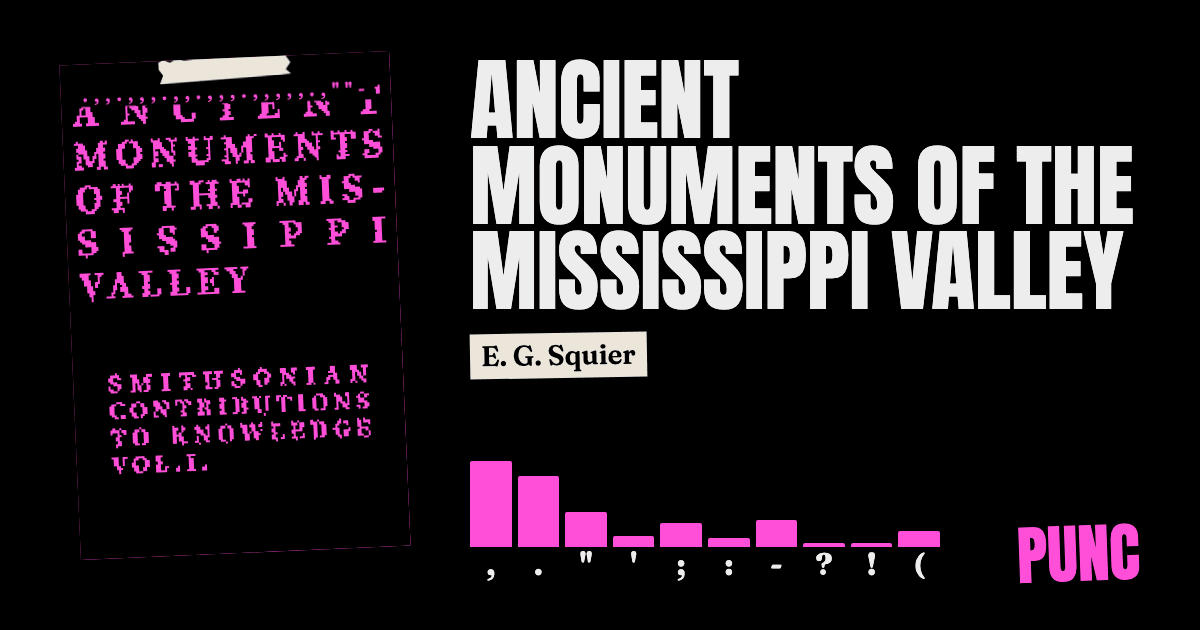 .,,.,,.,,.,,.,,.,,.,,""-'
ANCIENT
MONUMENTS
OF THE MIS-
SISSIPPI
VALLEY
SMITHSONIAN
CONTRIBUTIONS
TO KNOWLEDGE
VOL.I.
ANCIENT
MONUMENTS OF THE
MISSISSIPPI VALLEY
E. G. Squier
, . " ' ; : - ? ! (
PUNC